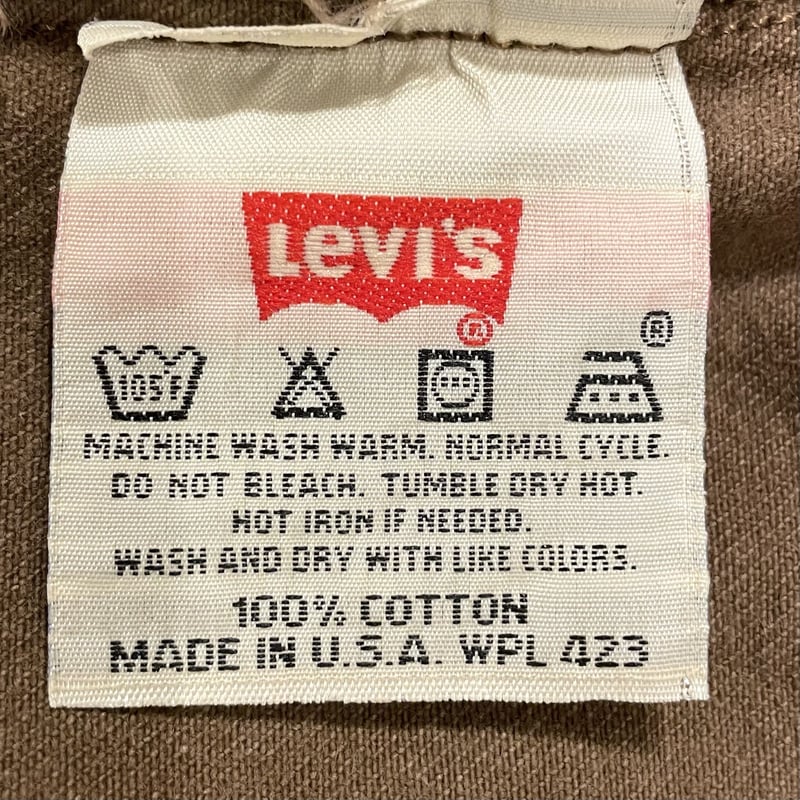 Levi's
®
®
105°F
MACHINE WASH WARM. NORMAL CYCLE.
DO NOT BLEACH. TUMBLE DRY HOT.
HOT IRON IF NEEDED.
WASH AND DRY WITH LIKE COLORS.
100% COTTON
MADE IN U.S.A. WPL 423